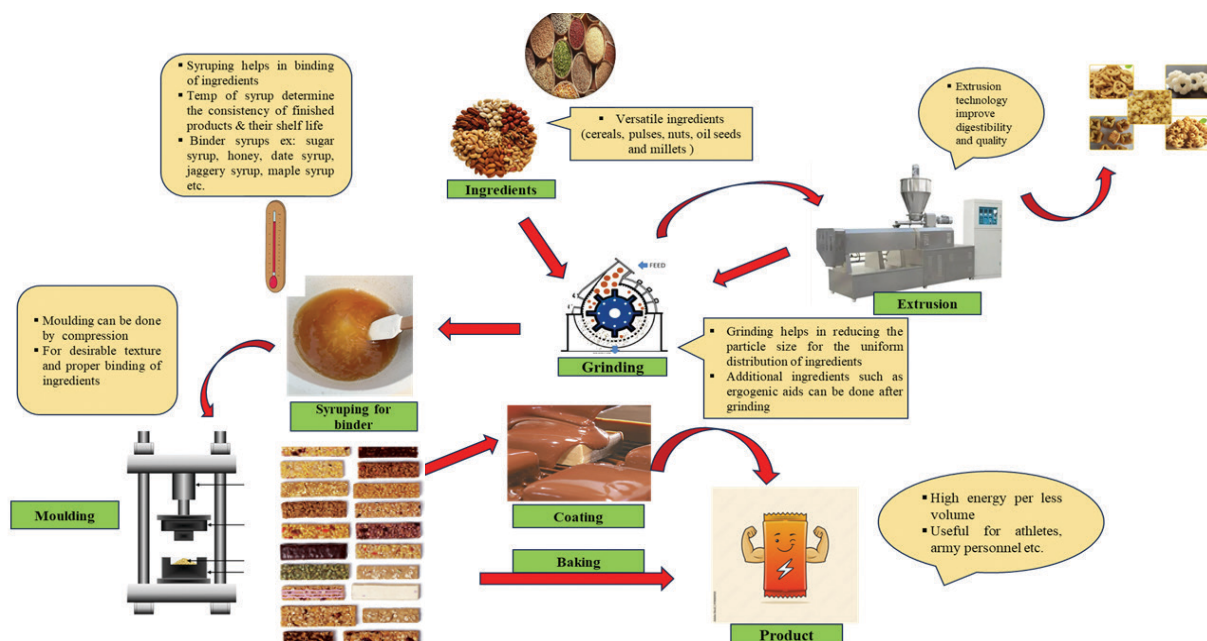 ▪ Versatile ingredients
(cereals, pulses, nuts, oil seeds
and millets )
Ingredients
▪ Extrusion
technology
improve
digestibility
and quality
Extrusion
FEED
Grinding
▪ Grinding helps in reducing the
particle size for the uniform
distribution of ingredients
▪ Additional ingredients such as
ergogenic aids can be done after
grinding
• Syruping helps in binding
of ingredients
• Temp of syrup determine
the consistency of finished
products & their shelf life
• Binder syrups ex: sugar
syrup, honey, date syrup,
jaggery syrup, maple syrup
etc.
Syruping for
binder
▪ Moulding can be done
by compression
▪ For desirable texture
and proper binding of
ingredients
Moulding
Coating
Baking
▪ High energy per less
volume
▪ Useful for athletes,
army personnel etc.
Product